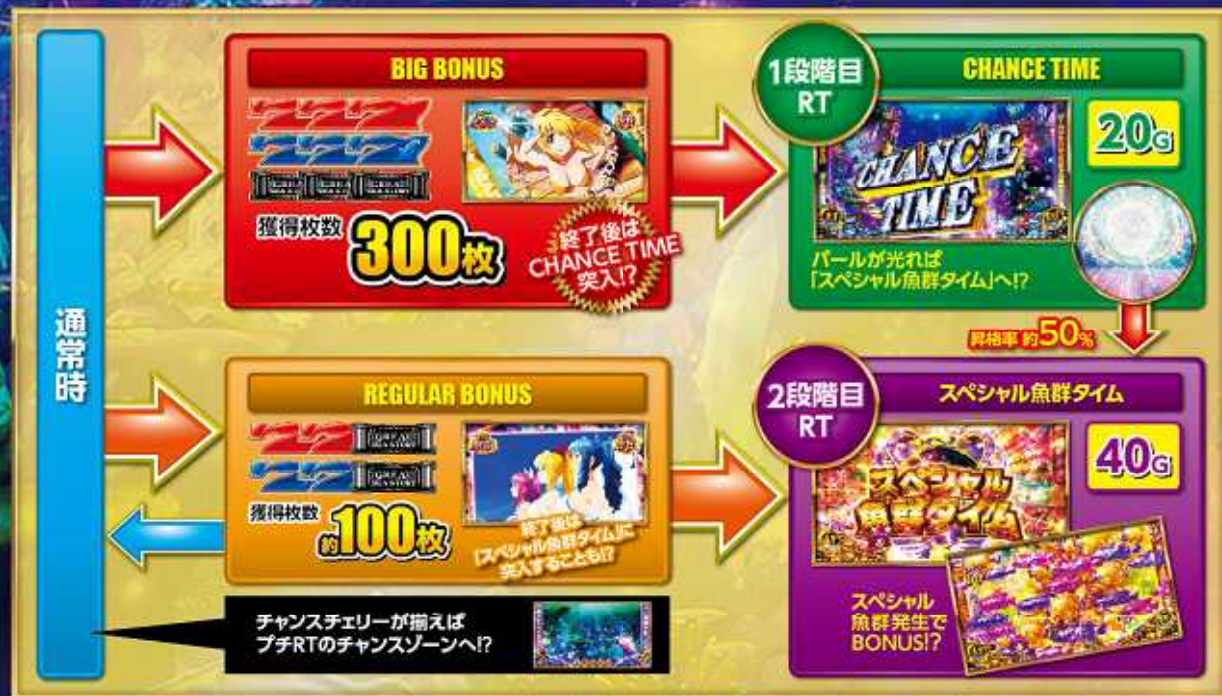 通常時
BIG BONUS
獲得枚数
300枚
終了後は
CHANCE TIME
突入!?
1段階目
RT
CHANCE TIME
CHANCE
TIME
20G
パールが光れば
「スペシャル魚群タイム」へ!?
昇格率 約50%
REGULAR BONUS
獲得枚数
約100枚
終了後は
「スペシャル魚群タイム」に
突入することも!?
2段階目
RT
スペシャル魚群タイム
スペシャル
魚群タイム
40G
スペシャル
魚群発生で
BONUS!?
チャンスチェリーが揃えば
プチRTのチャンスゾーンへ!?